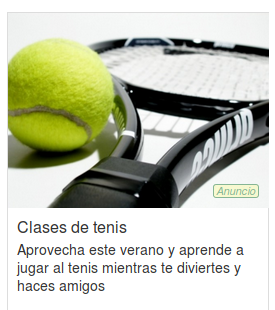 Anuncio
Clases de tenis
Aprovecha este verano y aprende a
jugar al tenis mientras te diviertes y
haces amigos